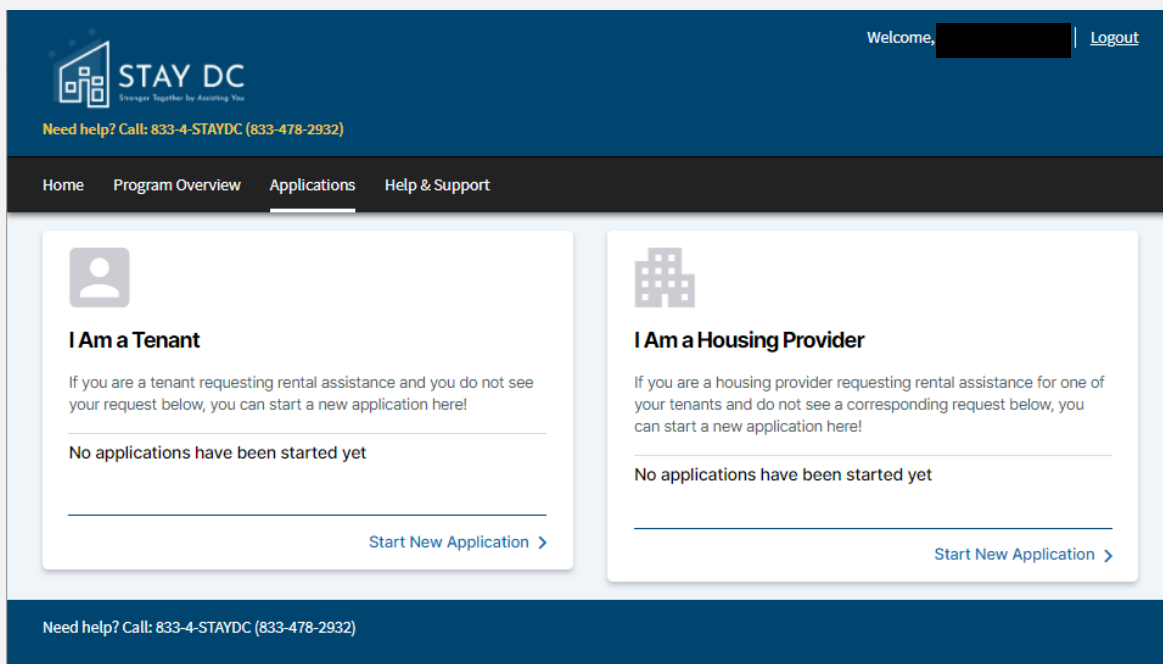 Welcome, | Logout
STAY DC
Stronger Together by Assisting You
Need help? Call: 833-4-STAYDC (833-478-2932)
Home Program Overview Applications Help & Support
I Am a Tenant
If you are a tenant requesting rental assistance and you do not see
your request below, you can start a new application here!
No applications have been started yet
Start New Application >
I Am a Housing Provider
If you are a housing provider requesting rental assistance for one of
your tenants and do not see a corresponding request below, you
can start a new application here!
No applications have been started yet
Start New Application >
Need help? Call: 833-4-STAYDC (833-478-2932)